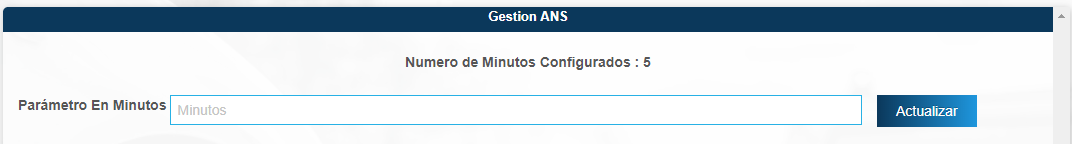 Gestion ANS
Numero de Minutos Configurados : 5
Parámetro En Minutos Minutos Actualizar